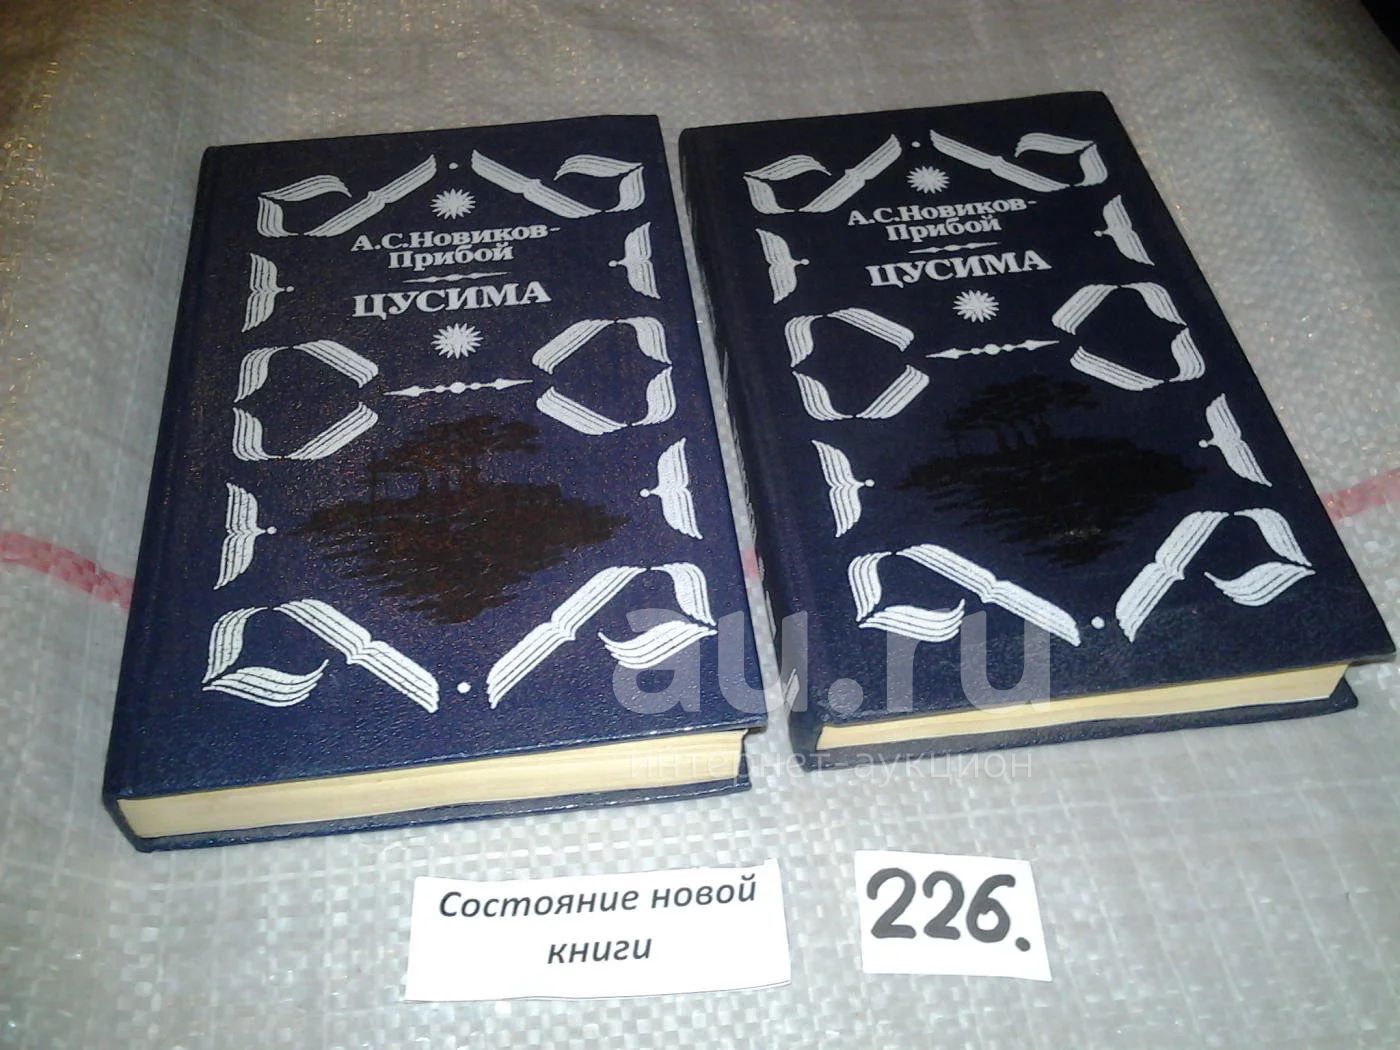 А.С.Новиков-
Прибой
ЦУСИМА
А.С.Новиков-
Прибой
ЦУСИМА
au.ru
интернет-аукцион
Состояние новой
книги
226.